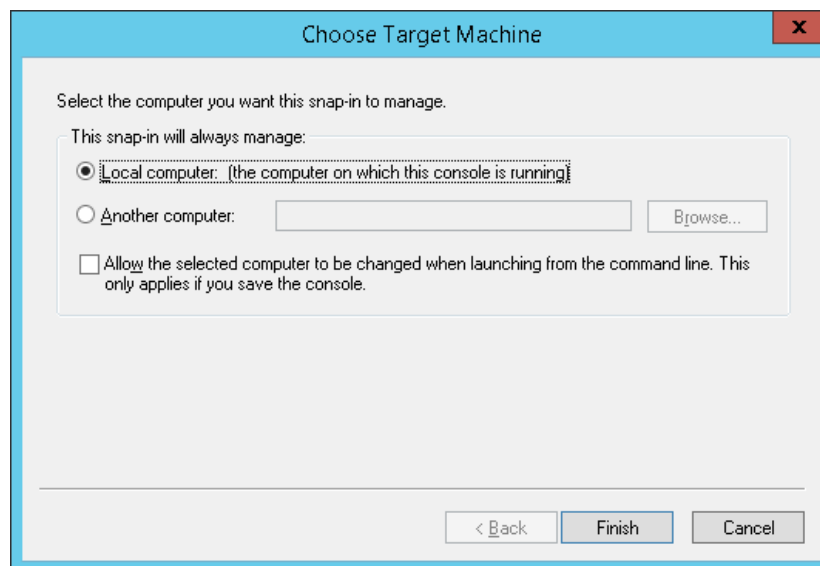 Choose Target Machine
x
Select the computer you want this snap-in to manage.
This snap-in will always manage:
Local computer: (the computer on which this console is running)
Another computer:
Browse...
Allow the selected computer to be changed when launching from the command line. This
only applies if you save the console.
< Back
Finish
Cancel